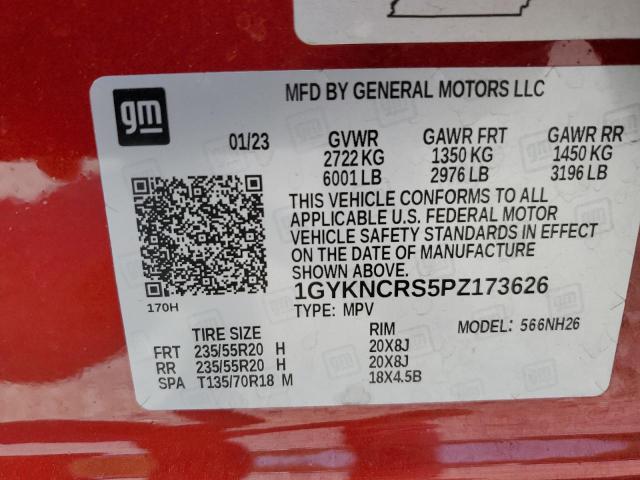 gm
MFD BY GENERAL MOTORS LLC
01/23 GVWR GAWR FRT GAWR RR
2722 KG 1350 KG 1450 KG
6001 LB 2976 LB 3196 LB
THIS VEHICLE CONFORMS TO ALL
APPLICABLE U.S. FEDERAL MOTOR
VEHICLE SAFETY STANDARDS IN EFFECT
ON THE DATE OF MANUFACTURE
SHOWN ABOVE.
1GYKNCRS5PZ173626
170H
TYPE: MPV
MODEL: 566NH26
TIRE SIZE RIM
FRT 235/55R20 H 20X8J
RR 235/55R20 H 20X8J
SPA T135/70R18 M 18X4.5B